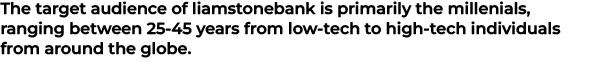 The target audience of liamstonebank is primarily the millenials,
ranging between 25-45 years from low-tech to high-tech individuals
from around the globe.